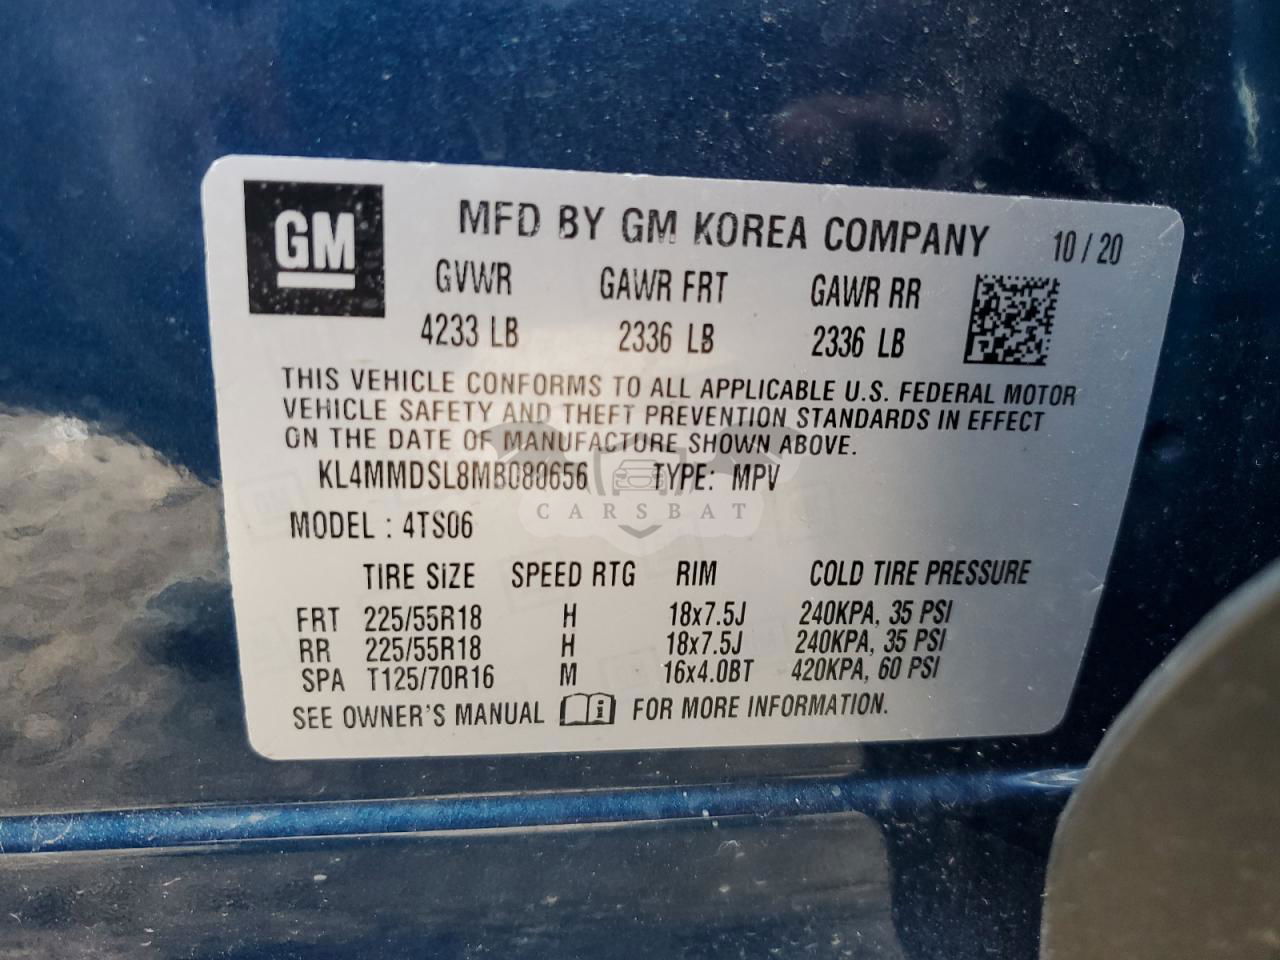 GM
MFD BY GM KOREA COMPANY 10 / 20
GVWR GAWR FRT GAWR RR
4233 LB 2336 LB 2336 LB
THIS VEHICLE CONFORMS TO ALL APPLICABLE U.S. FEDERAL MOTOR
VEHICLE SAFETY AND THEFT PREVENTION STANDARDS IN EFFECT
ON THE DATE OF MANUFACTURE SHOWN ABOVE.
KL4MMDSL8MB080656 TYPE: MPV
CARSBAT
MODEL : 4TS06
TIRE SIZE SPEED RTG RIM COLD TIRE PRESSURE
FRT 225/55R18 H 18x7.5J 240KPA, 35 PSI
RR 225/55R18 H 18x7.5J 240KPA, 35 PSI
SPA T125/70R16 M 16x4.0BT 420KPA, 60 PSI
SEE OWNER'S MANUAL i FOR MORE INFORMATION.